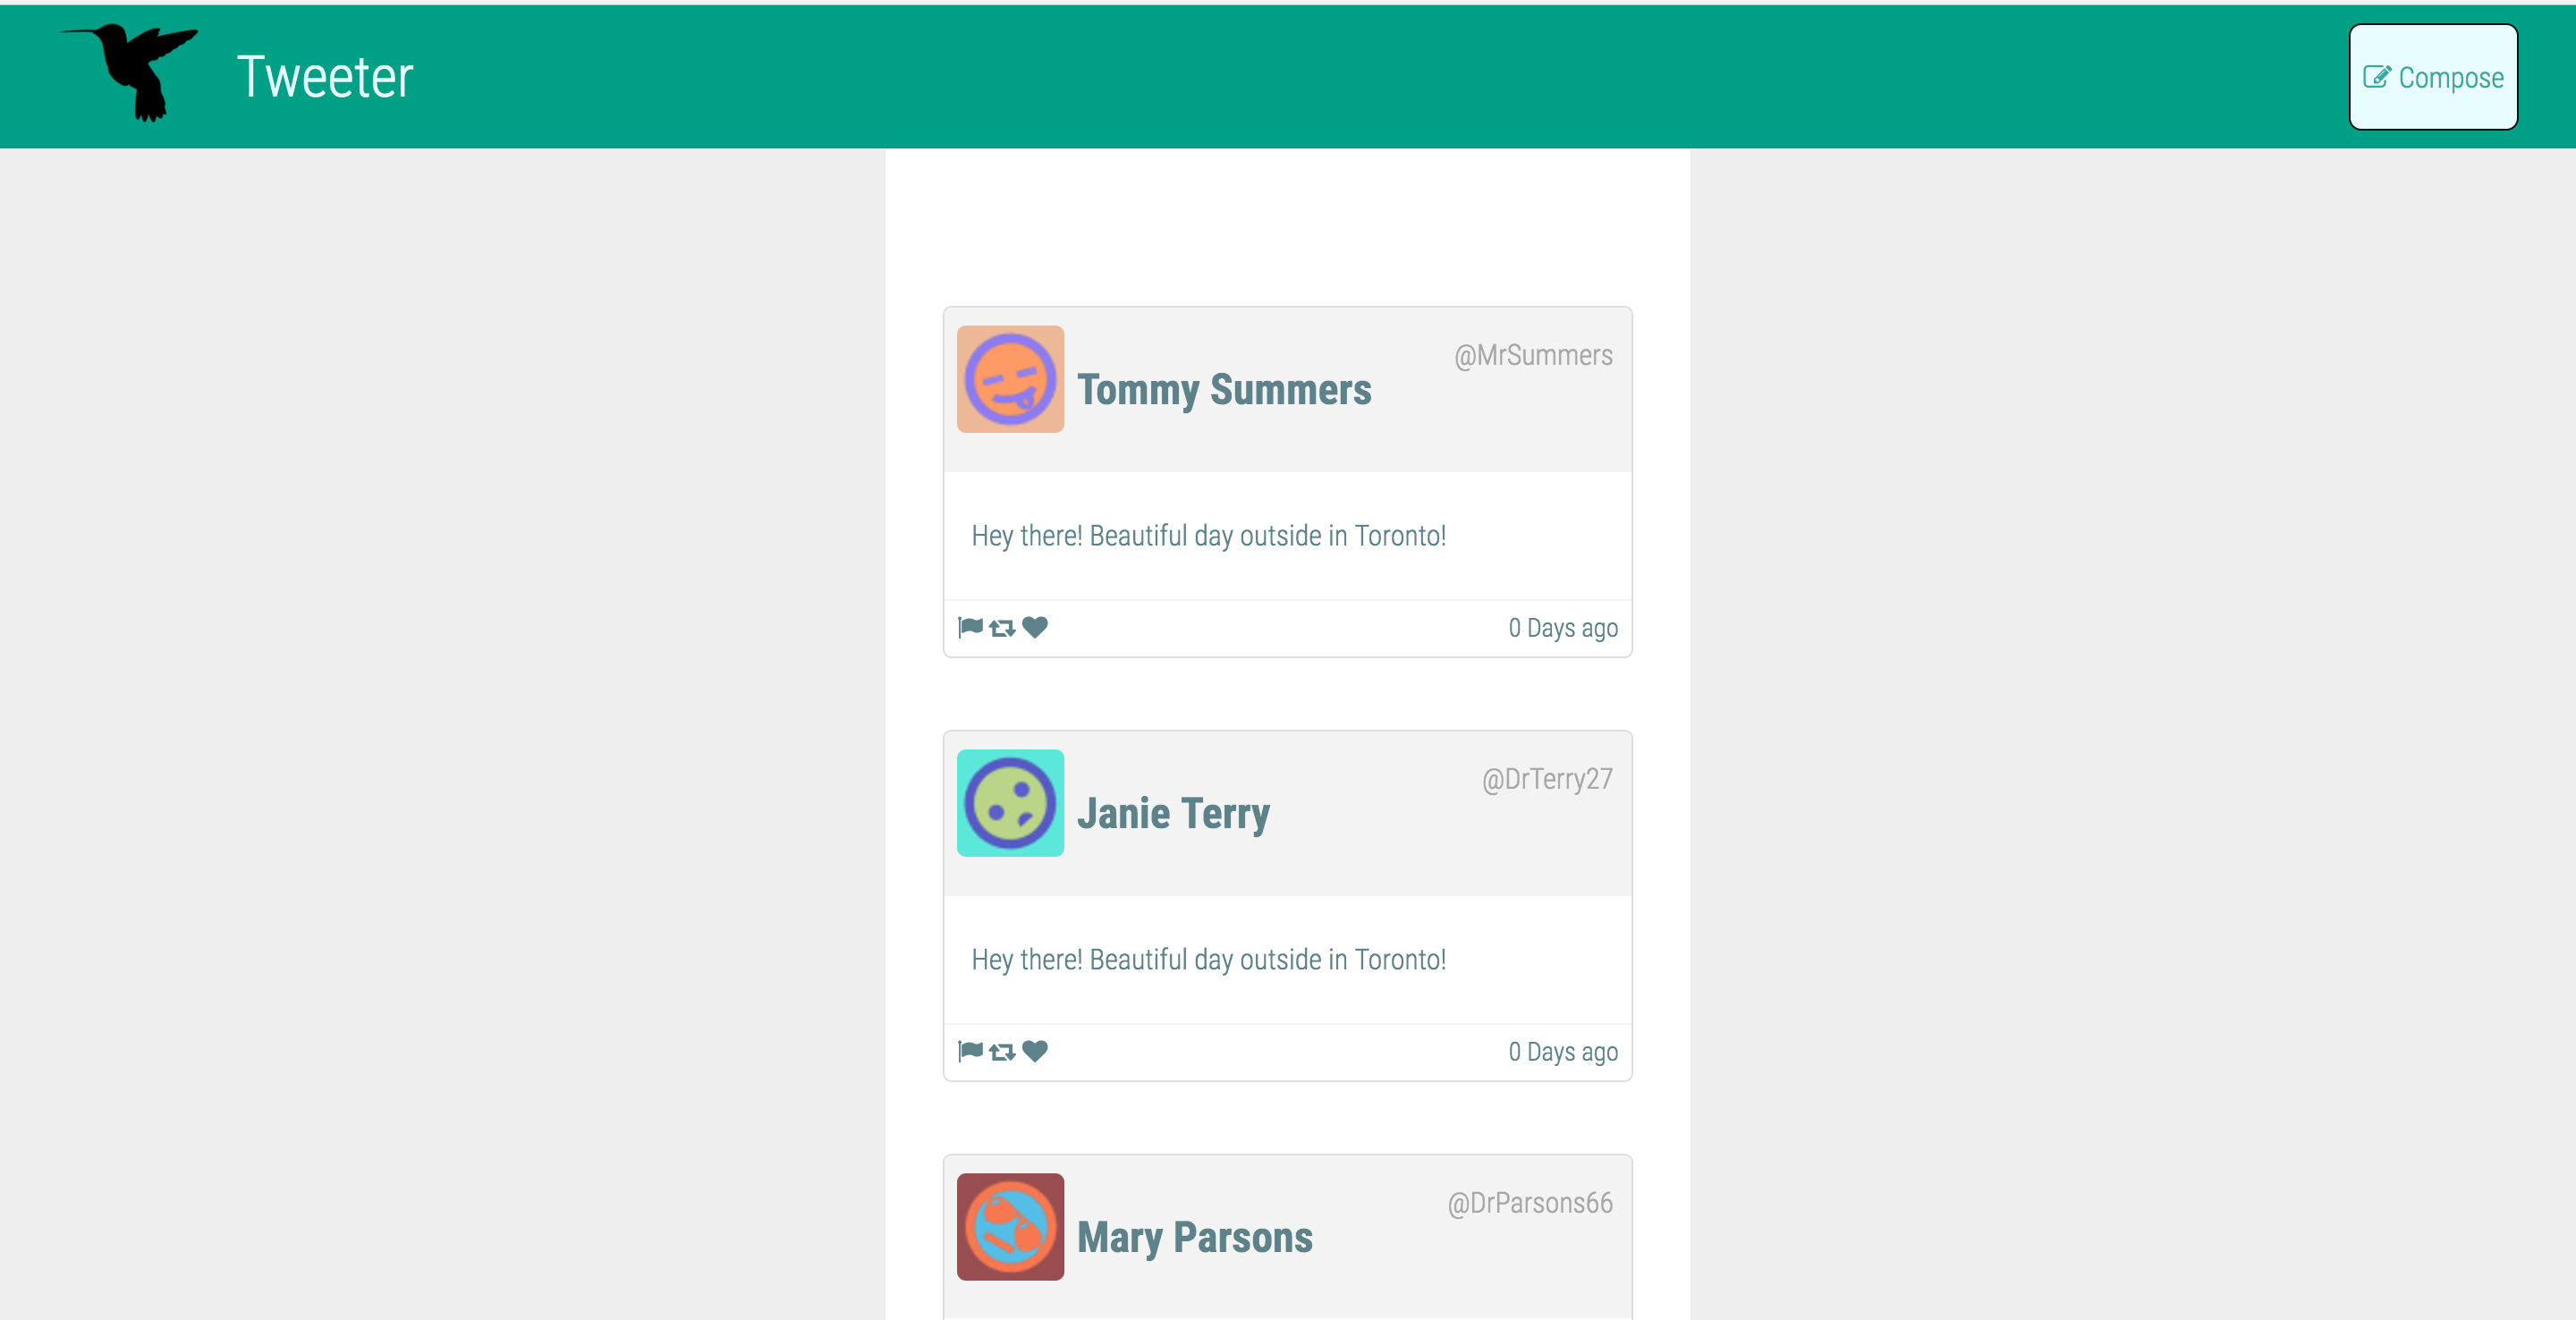 Tweeter
Compose
Tommy Summers
@MrSummers
Hey there! Beautiful day outside in Toronto!
0 Days ago
Janie Terry
@DrTerry27
Hey there! Beautiful day outside in Toronto!
0 Days ago
Mary Parsons
@DrParsons66